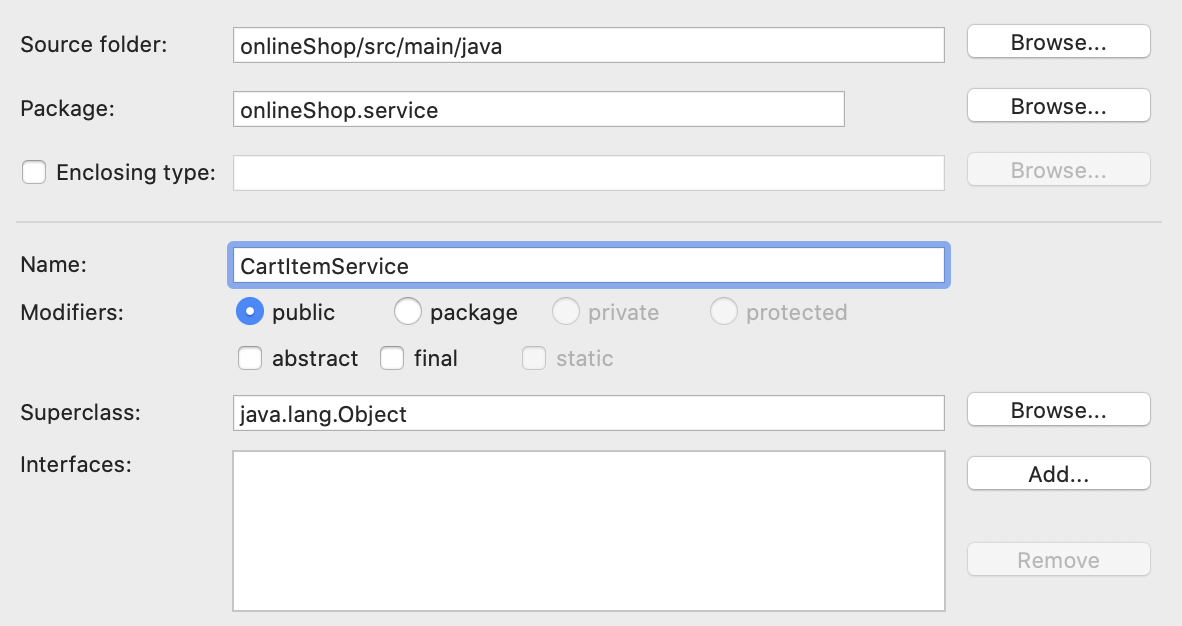 Source folder: onlineShop/src/main/java Browse...
Package: onlineShop.service Browse...
Enclosing type: Browse...
Name: CartItemService
Modifiers: public package private protected
abstract final static
Superclass: java.lang.Object Browse...
Interfaces: Add...
Remove